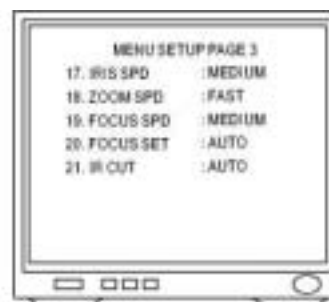 MENU SETUP PAGE 3
17. IRIS SPD :MEDIUM
18. ZOOM SPD :FAST
19. FOCUS SPD :MEDIUM
20. FOCUS SET :AUTO
21. IR CUT :AUTO